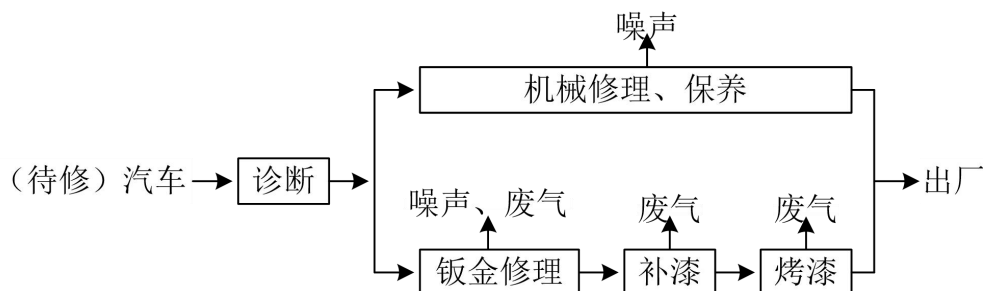 噪声
机械修理、保养
（待修）汽车
诊断
出厂
噪声、废气
废气
废气
钣金修理
补漆
烤漆